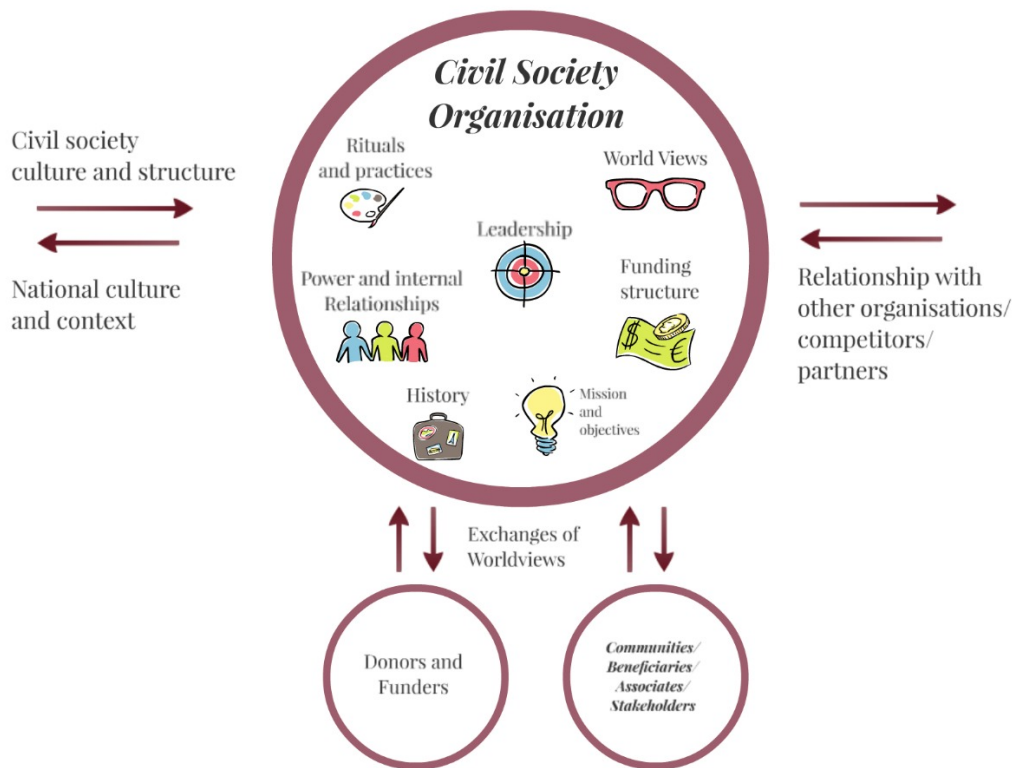 Civil Society
Organisation
Civil society
culture and structure
National culture
and context
Rituals
and practices
World Views
Leadership
Power and internal
Relationships
Funding
structure
History
Mission
and
objectives
Relationship with
other organisations/
competitors/
partners
Exchanges of
Worldviews
Donors and
Funders
Communities/
Beneficiaries/
Associates/
Stakeholders
$
€